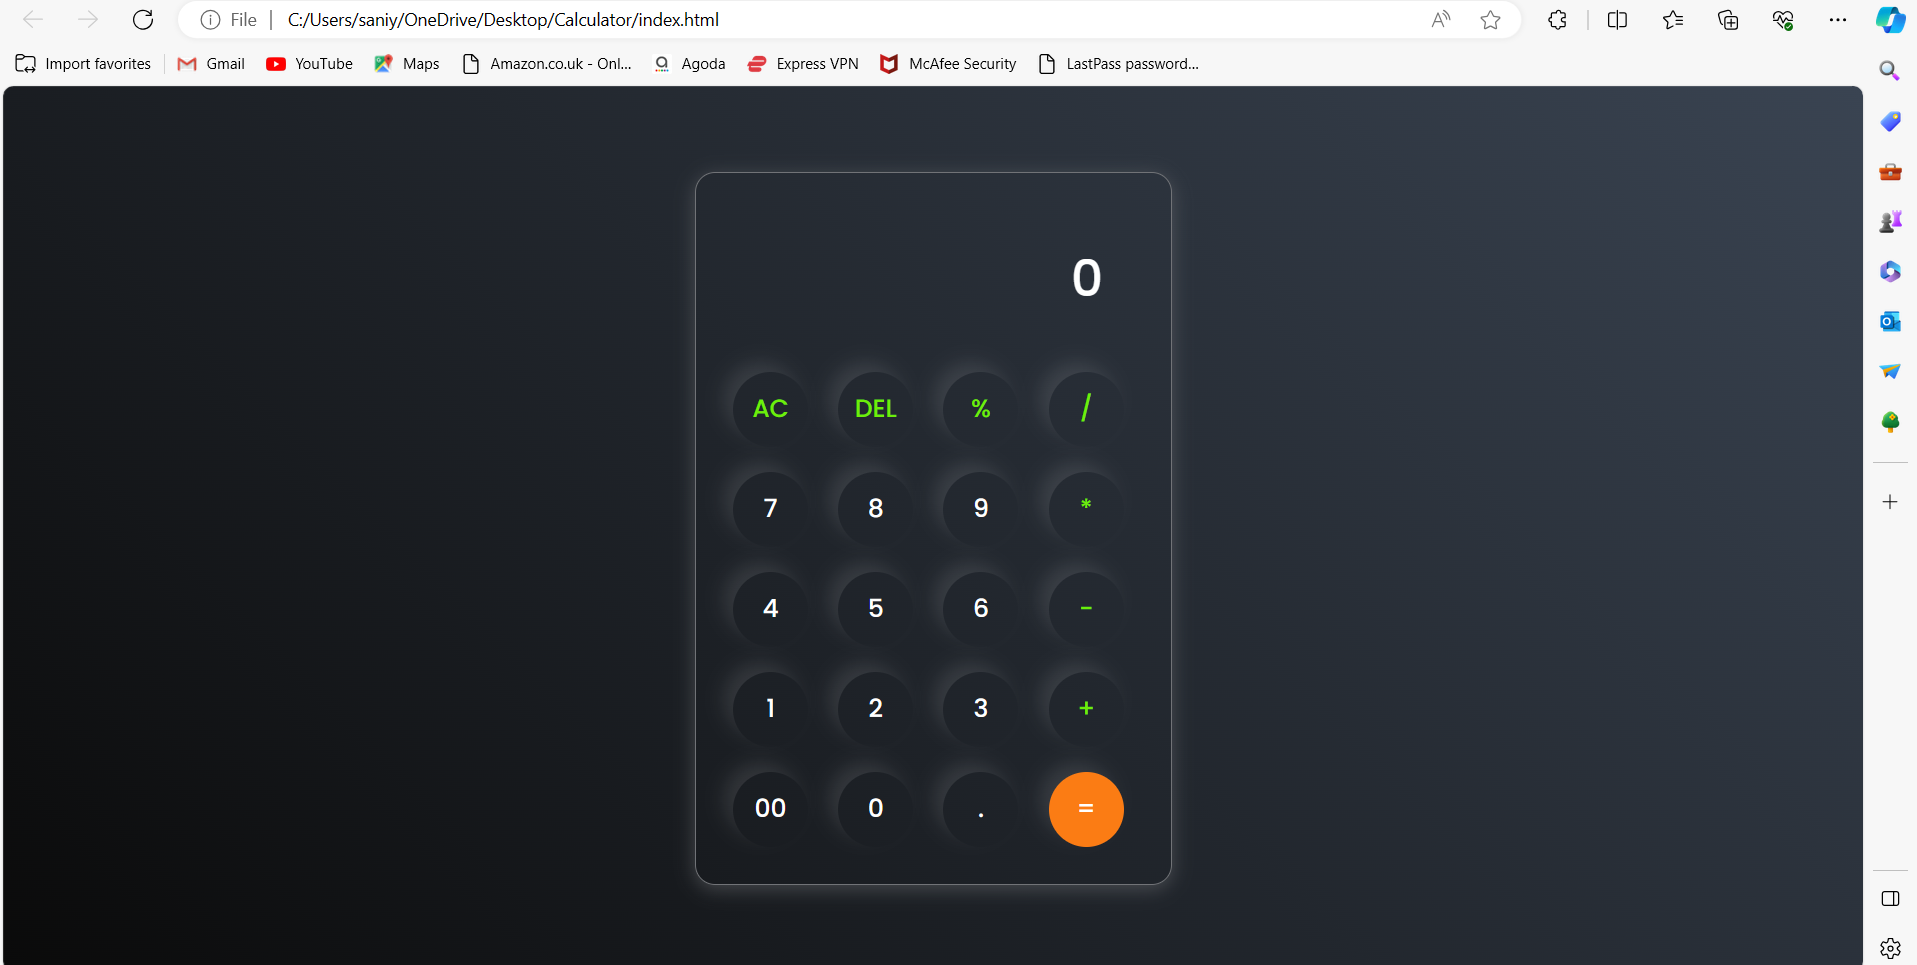 File | C:/Users/saniy/OneDrive/Desktop/Calculator/index.html
Import favorites Gmail YouTube Maps Amazon.co.uk - Onl... Agoda Express VPN McAfee Security LastPass password...
0
AC DEL % /
7 8 9 *
4 5 6 -
1 2 3 +
00 0 . =